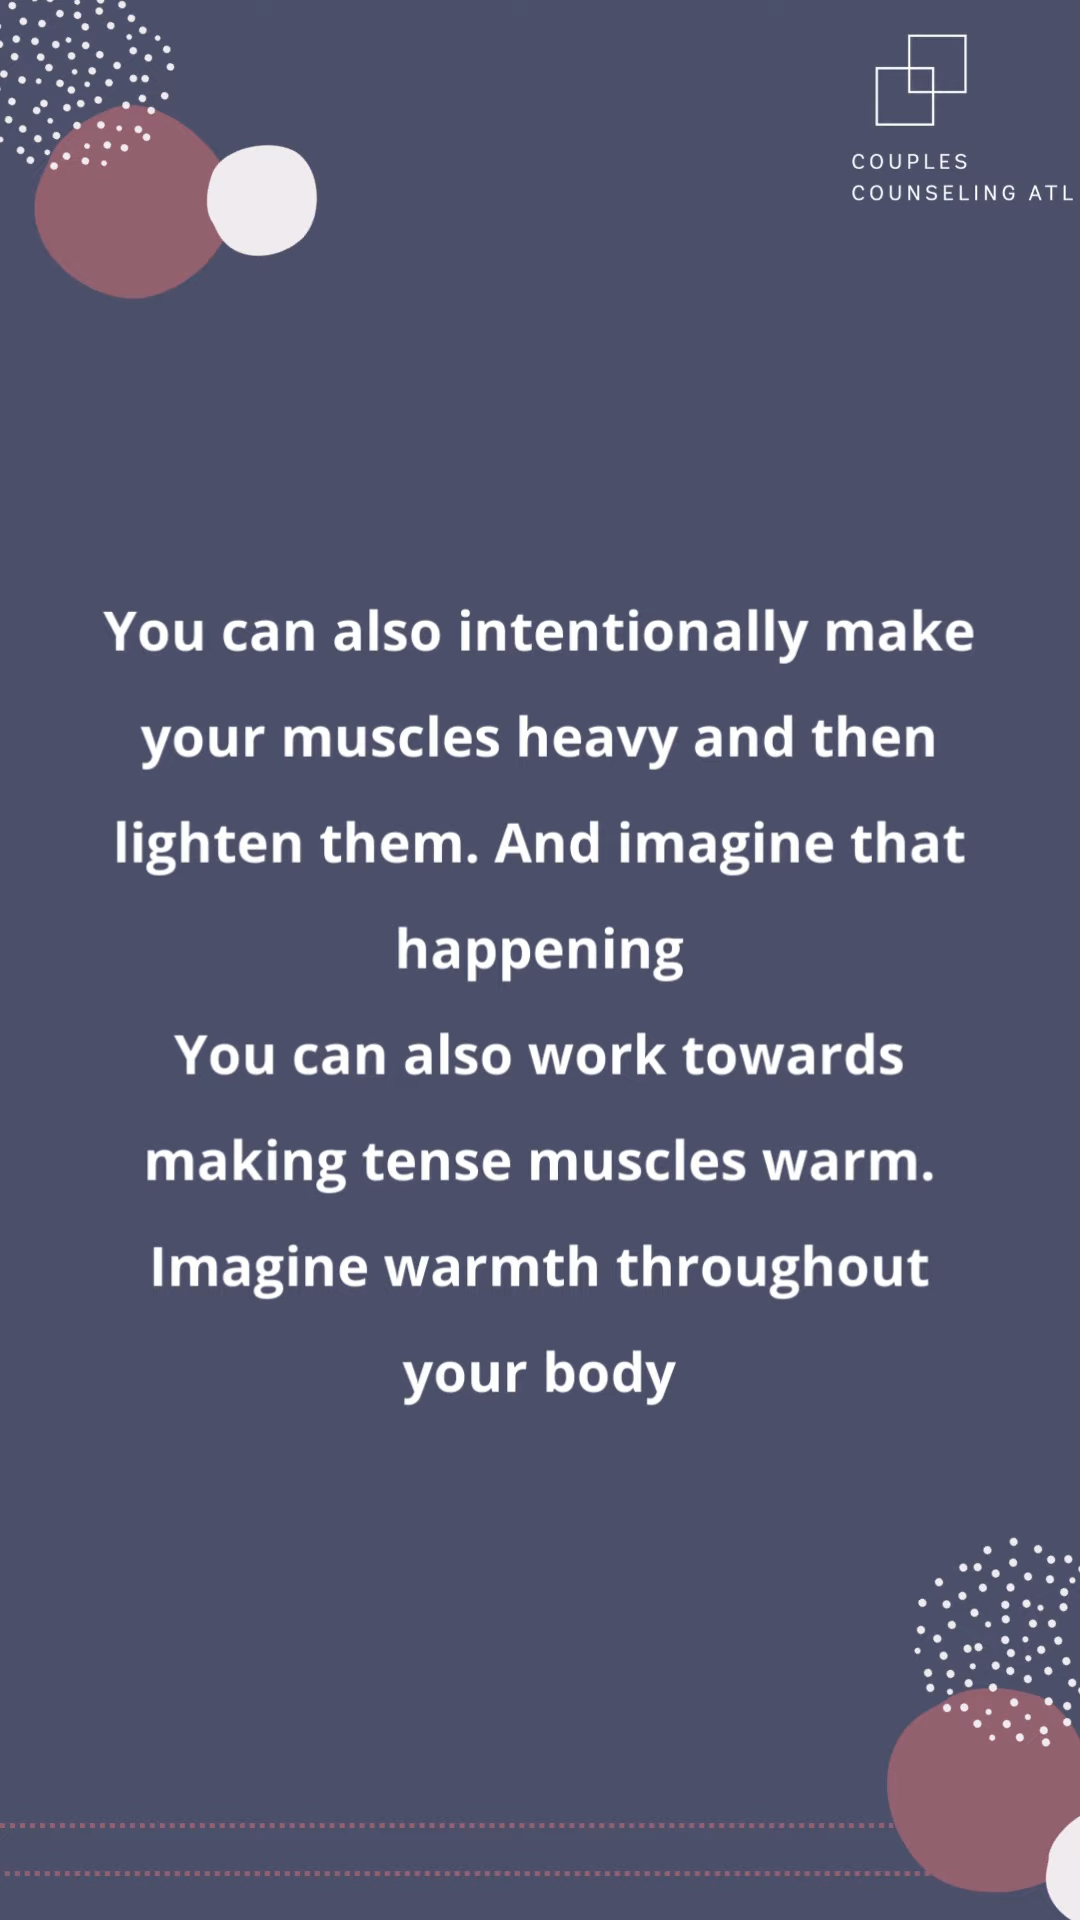 COUPLES
COUNSELING ATL
You can also intentionally make
your muscles heavy and then
lighten them. And imagine that
happening
You can also work towards
making tense muscles warm.
Imagine warmth throughout
your body